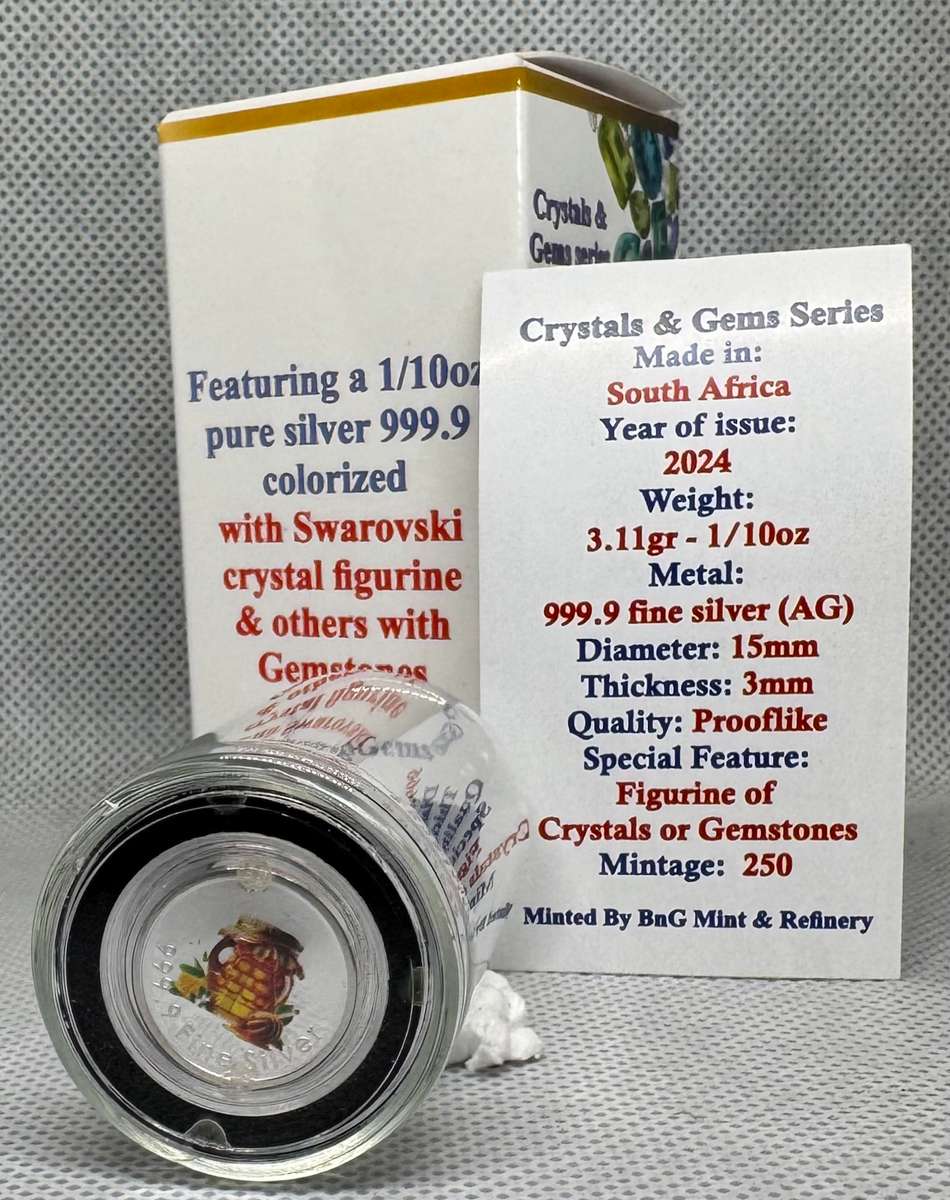 Crystals &
Gems series
Featuring a 1/10oz
pure silver 999.9
colorized
with Swarovski
crystal figurine
& others with
Gemstones
Crystals & Gems Series
Made in:
South Africa
Year of issue:
2024
Weight:
3.11gr - 1/10oz
Metal:
999.9 fine silver (AG)
Diameter: 15mm
Thickness: 3mm
Quality: Prooflike
Special Feature:
Figurine of
Crystals or Gemstones
Mintage: 250
Minted By BnG Mint & Refinery
999.9 Fine Silver